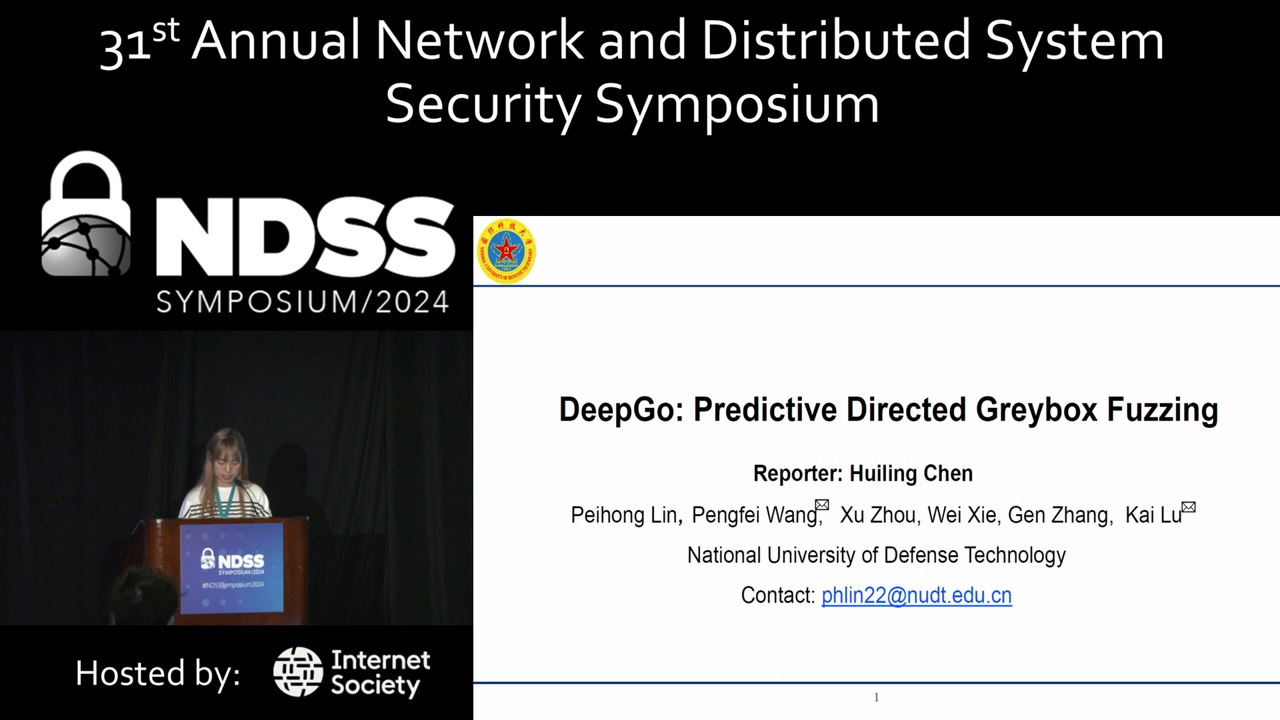 31st Annual Network and Distributed System
Security Symposium
NDSS
SYMPOSIUM/2024
DeepGo: Predictive Directed Greybox Fuzzing
Reporter: Huiling Chen
Peihong Lin, Pengfei Wang, Xu Zhou, Wei Xie, Gen Zhang, Kai Lu
National University of Defense Technology
Contact: phlin22@nudt.edu.cn
1
NDSS
SYMPOSIUM/2024
#NDSSSymposium2024
Hosted by:
Internet
Society